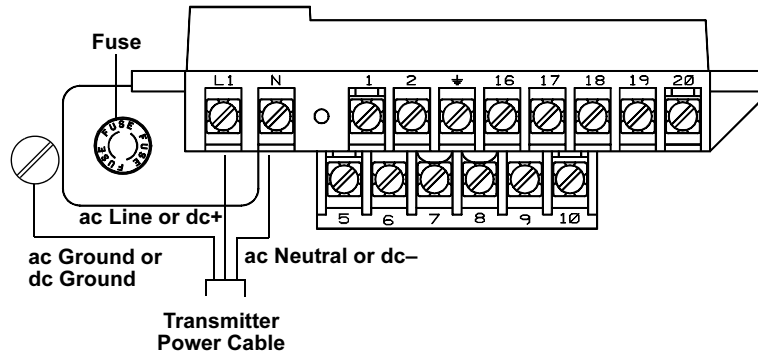 Fuse
L1 N 1 2 16 17 18 19 20
FUSE FUSE FUSE
5 6 7 8 9 10
ac Line or dc+
ac Ground or
dc Ground
ac Neutral or dc–
Transmitter
Power Cable